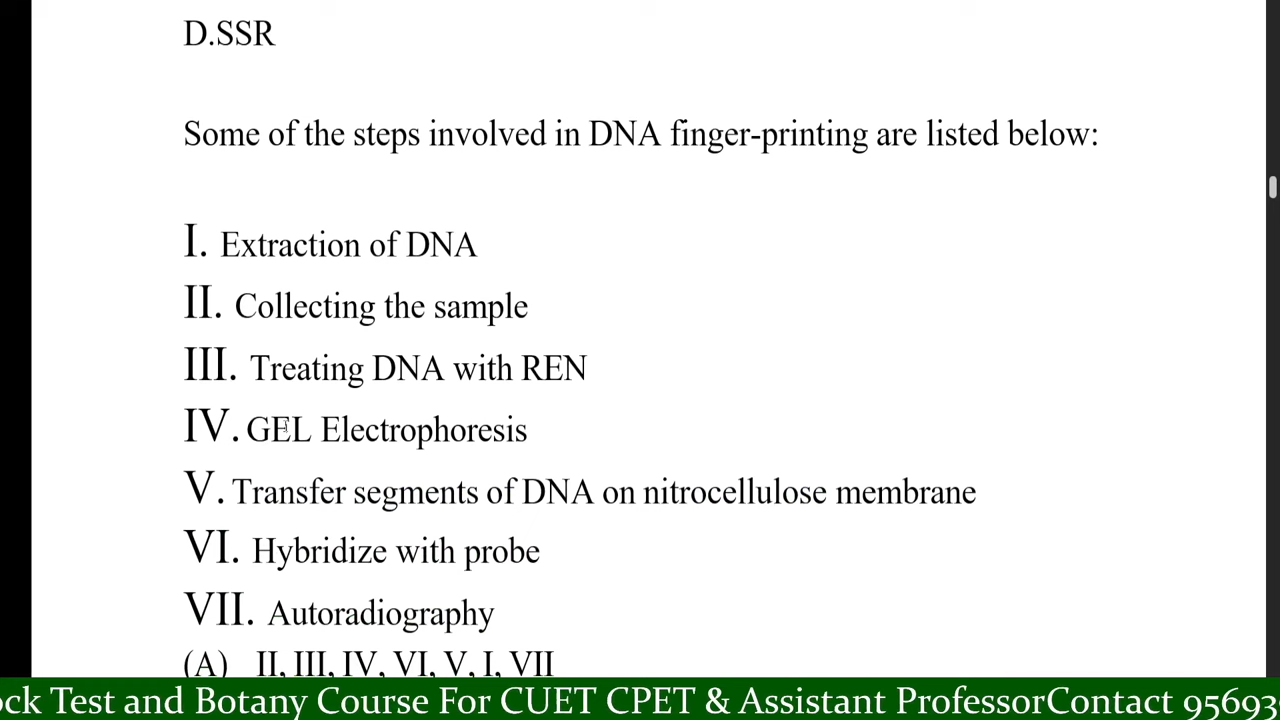 D.SSR
Some of the steps involved in DNA finger-printing are listed below:
I. Extraction of DNA
II. Collecting the sample
III. Treating DNA with REN
IV. GEL Electrophoresis
V. Transfer segments of DNA on nitrocellulose membrane
VI. Hybridize with probe
VII. Autoradiography
(A) II, III, IV, VI, V, I, VII
ock Test and Botany Course For CUET CPET & Assistant ProfessorContact 95693